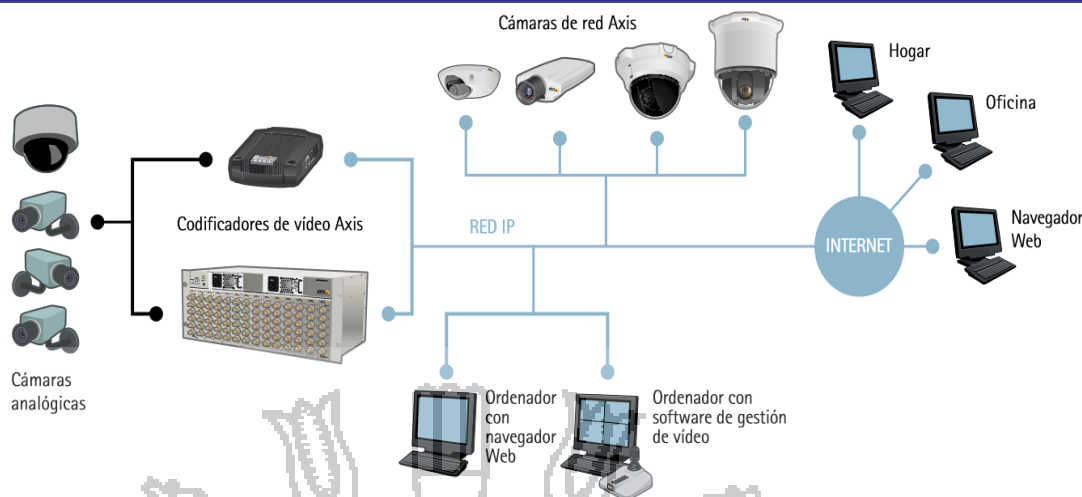 Cámaras de red Axis
Hogar
Oficina
Navegador
Web
Codificadores de vídeo Axis
RED IP
INTERNET
Cámaras
analógicas
Ordenador
con
navegador
Web
Ordenador con
software de gestión
de vídeo